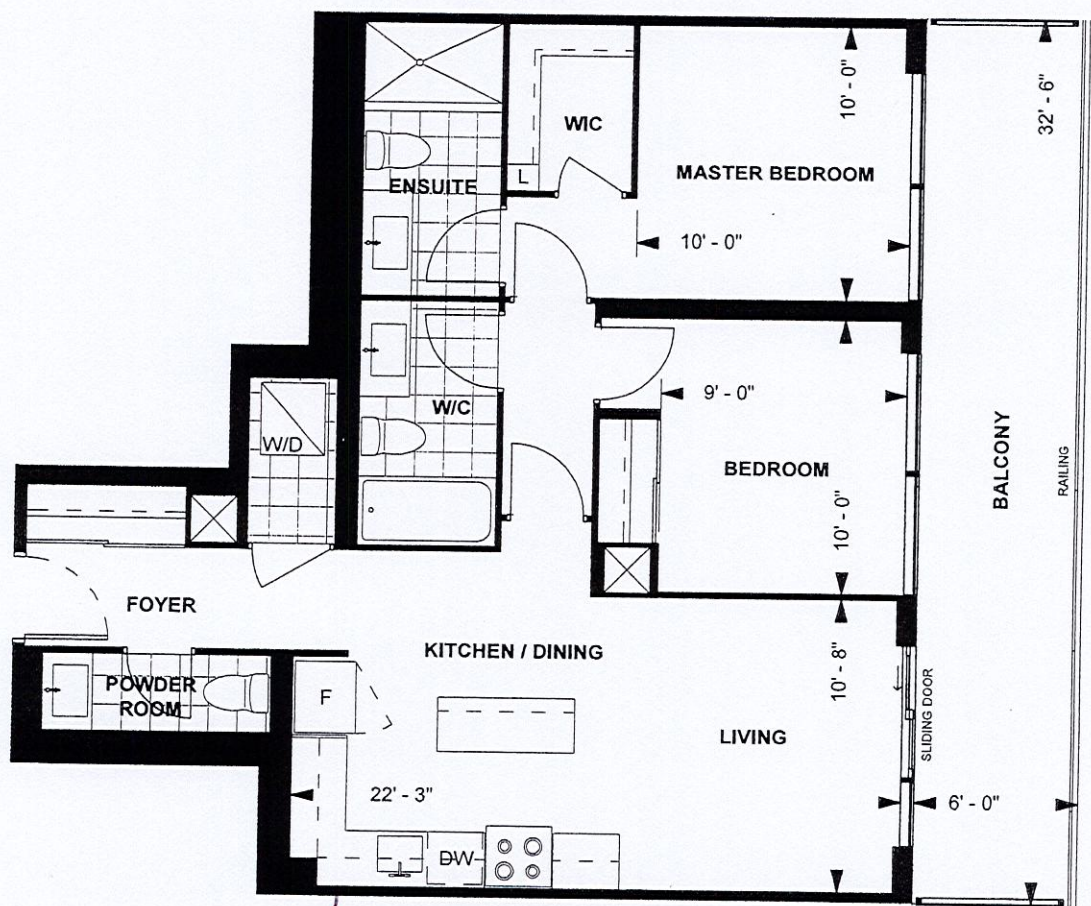 WIC
L
ENSUITE
MASTER BEDROOM
10' - 0"
10' - 0"
32' - 6"
W/C
W/D
9' - 0"
BEDROOM
10' - 0"
BALCONY
RAILING
FOYER
POWDER
ROOM
F
KITCHEN / DINING
LIVING
10' - 8"
SLIDING DOOR
22' - 3"
6' - 0"
DW